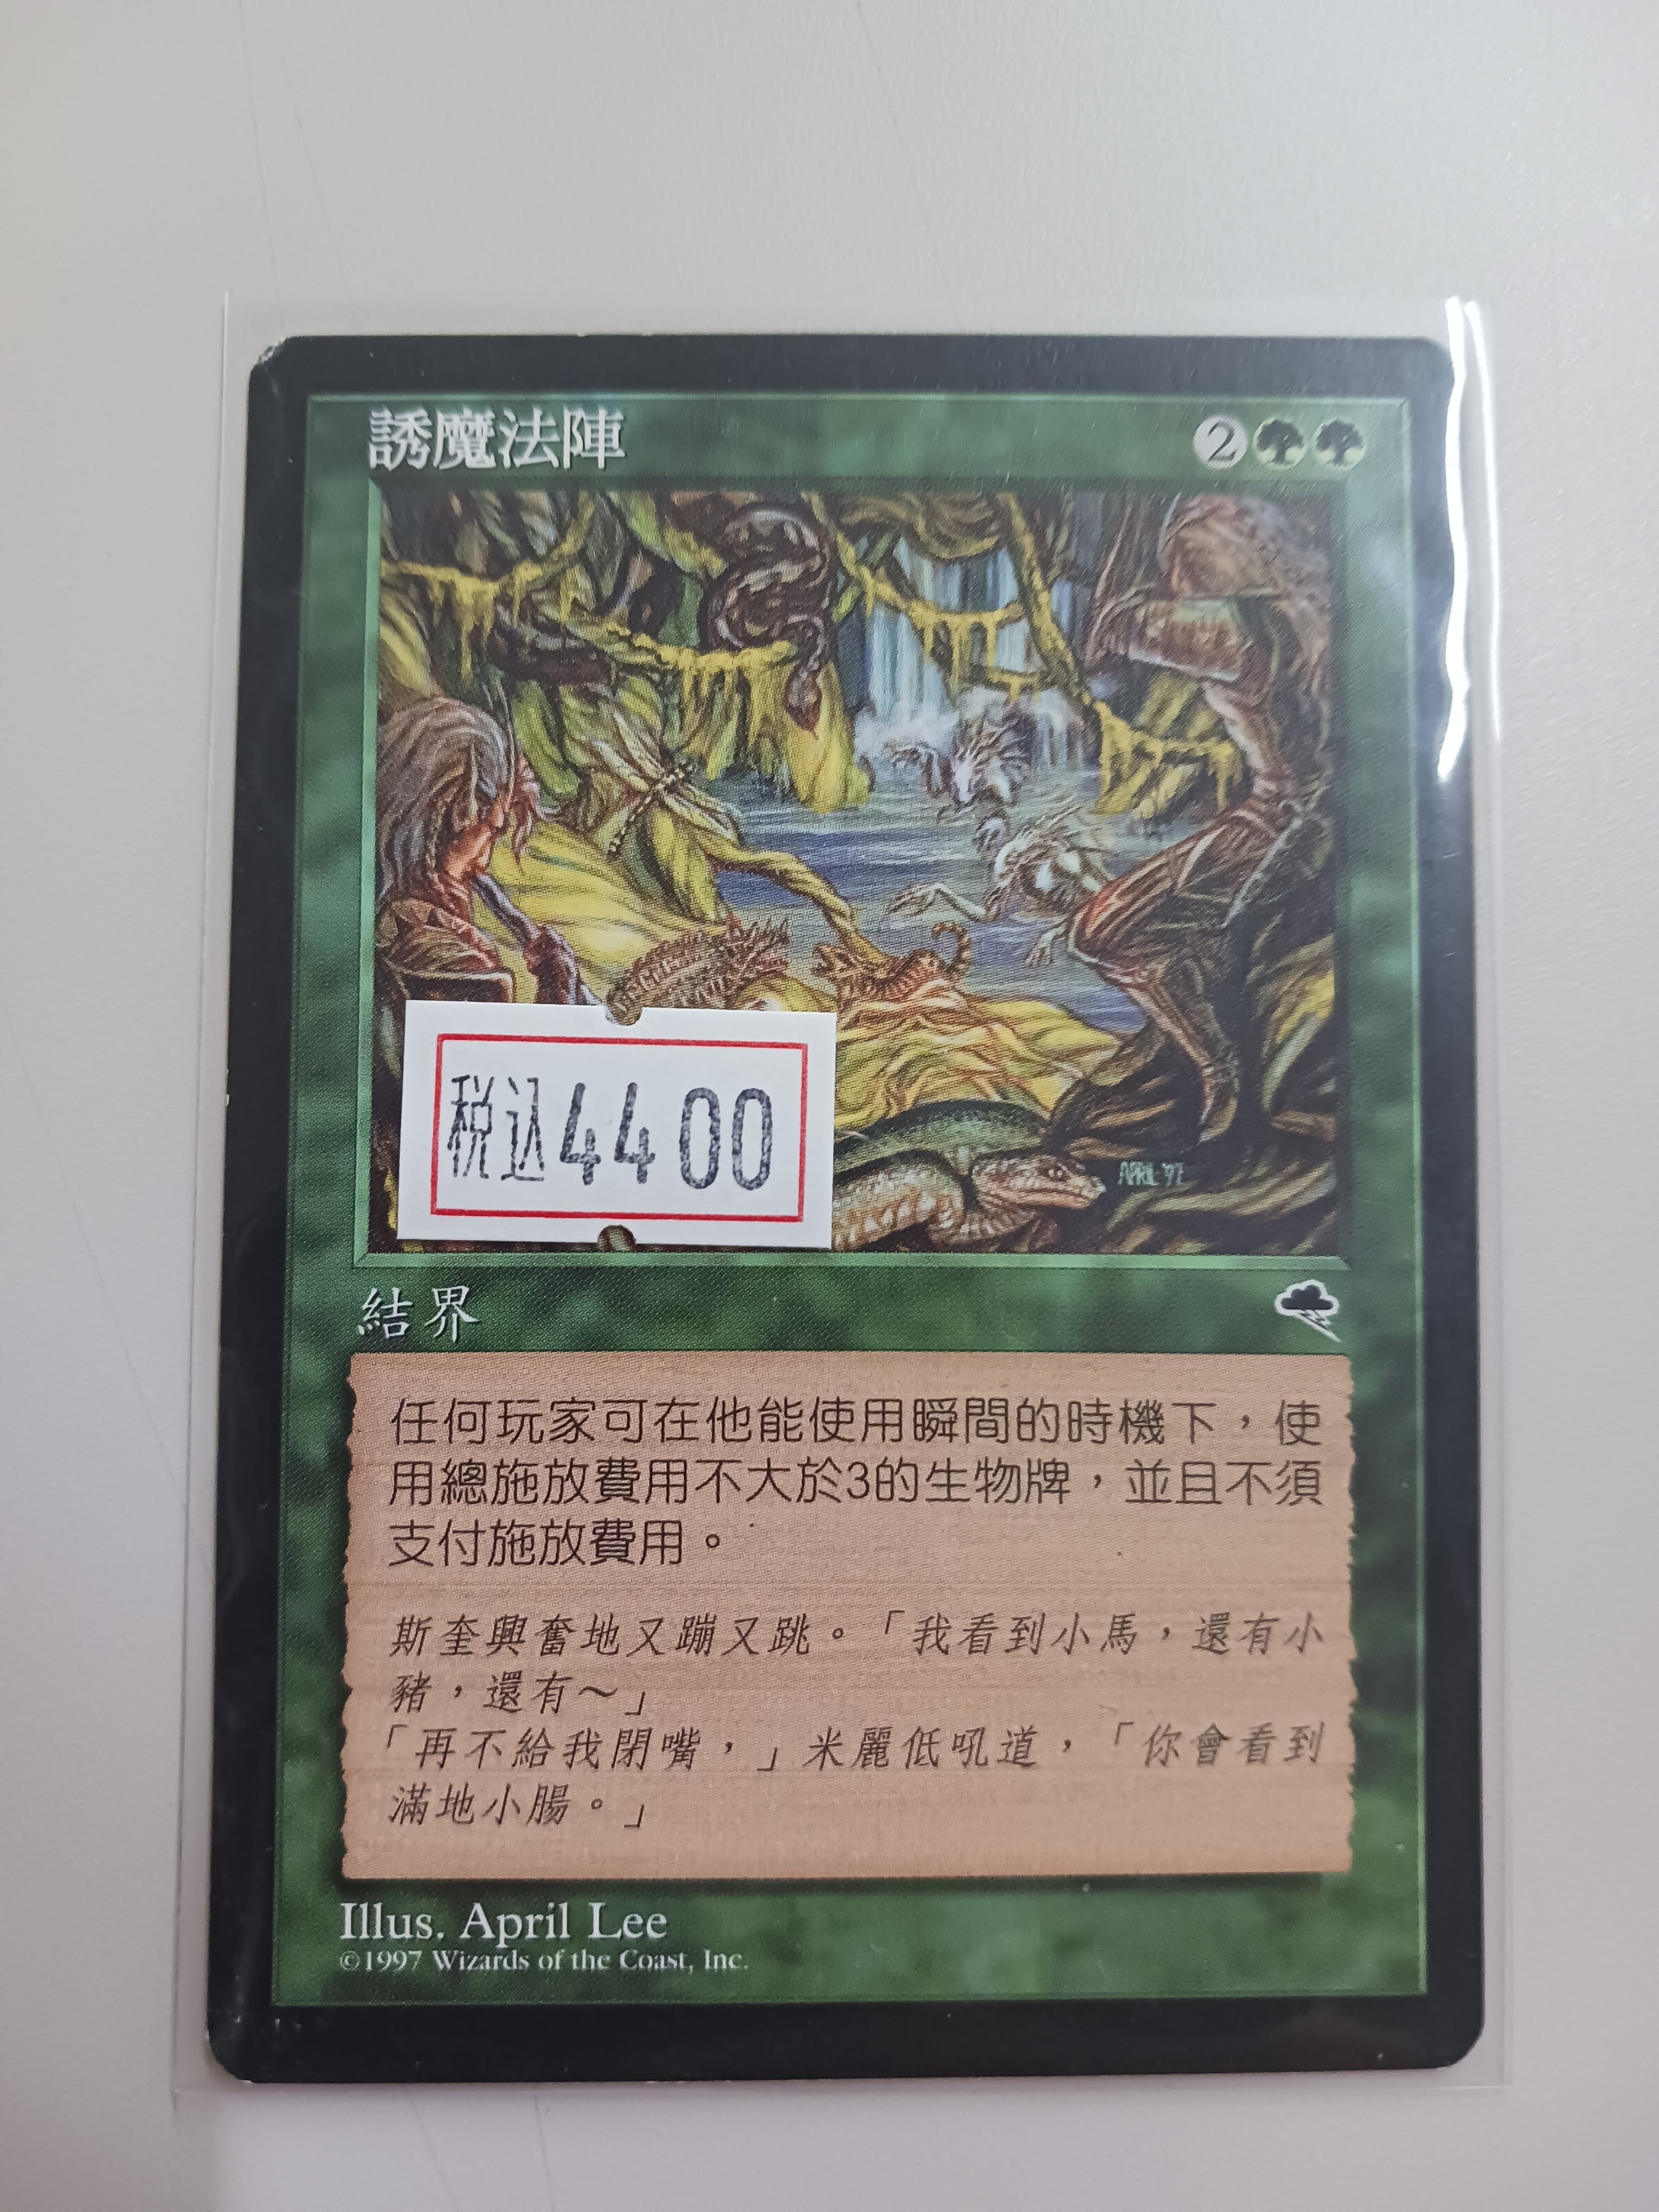 誘魔法陣
2
APRIL '97
税込4400
結界
任何玩家可在他能使用瞬間的時機下，使
用總施放費用不大於3的生物牌，並且不須
支付施放費用。
斯奎興奮地又蹦又跳。「我看到小馬，還有小
豬，還有～」
「再不給我閉嘴，」米麗低吼道，「你會看到
滿地小腸。」
Illus. April Lee
©1997 Wizards of the Coast, Inc.